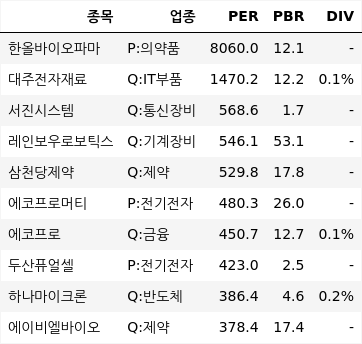 종목 업종 PER PBR DIV
한올바이오파마 P:의약품 8060.0 12.1 -
대주전자재료 Q:IT부품 1470.2 12.2 0.1%
서진시스템 Q:통신장비 568.6 1.7 -
레인보우로보틱스 Q:기계장비 546.1 53.1 -
삼천당제약 Q:제약 529.8 17.8 -
에코프로머티 P:전기전자 480.3 26.0 -
에코프로 Q:금융 450.7 12.7 0.1%
두산퓨얼셀 P:전기전자 423.0 2.5 -
하나마이크론 Q:반도체 386.4 4.6 0.2%
에이비엘바이오 Q:제약 378.4 17.4 -